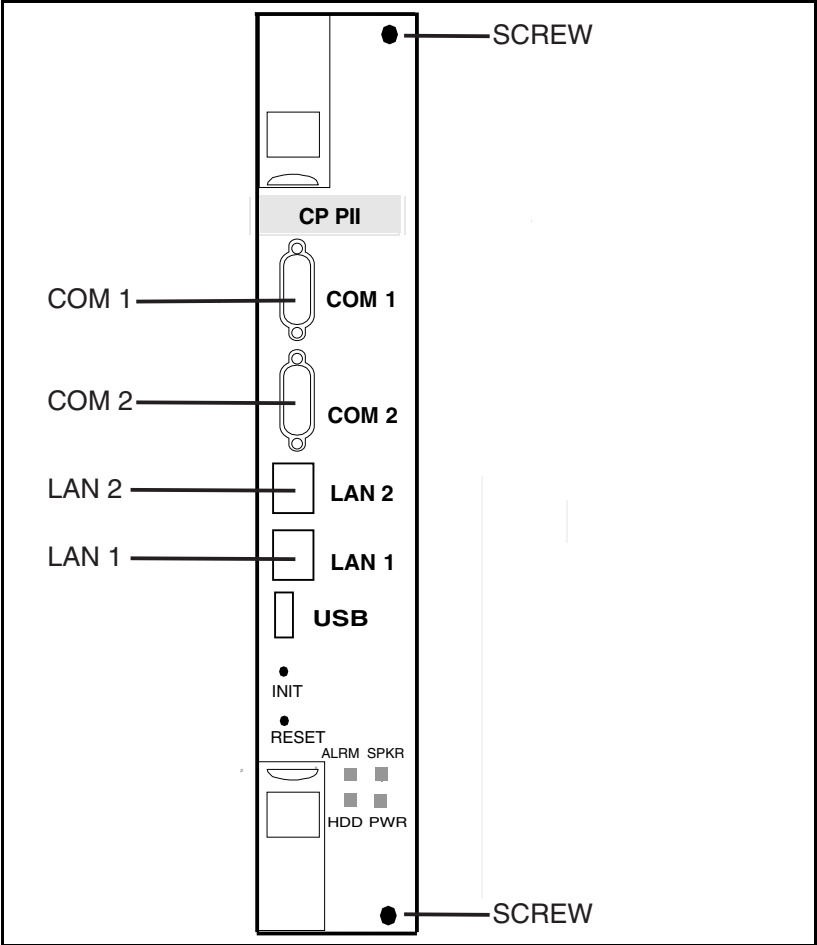 SCREW
CP PII
COM 1 COM 1
COM 2 COM 2
LAN 2 LAN 2
LAN 1 LAN 1
USB
INIT
RESET
ALRM SPKR
HDD PWR
SCREW